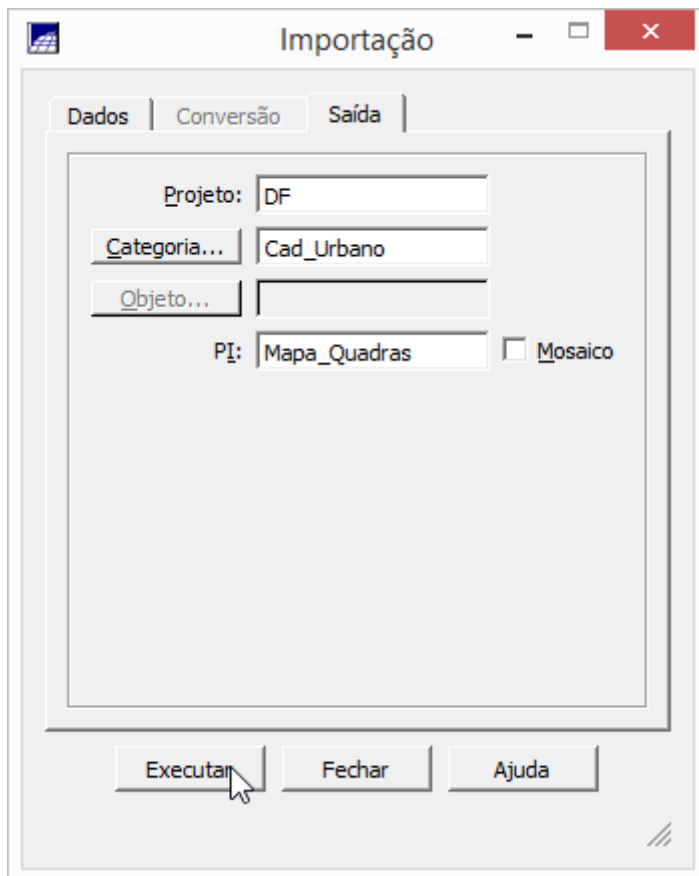 Importação
Dados Conversão Saída
Projeto: DF
Categoria... Cad_Urbano
Objeto...
PI: Mapa_Quadras Mosaico
Executar Fechar Ajuda